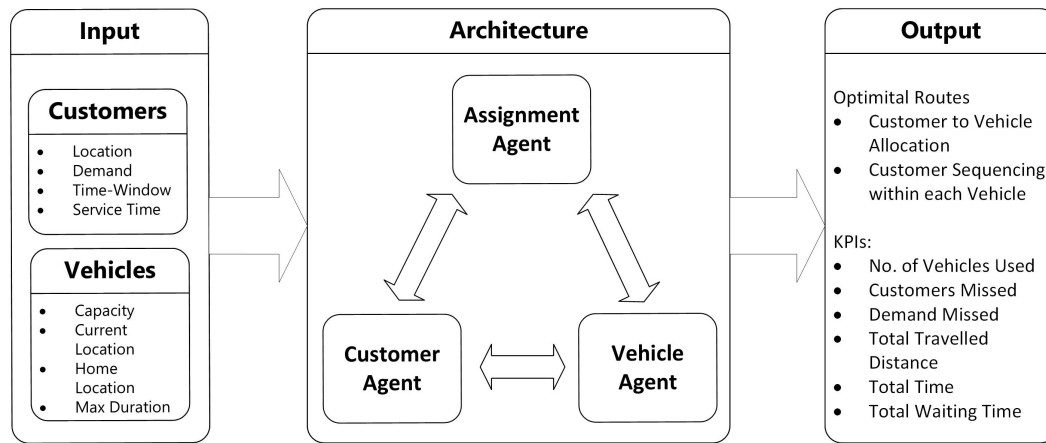 Input
Customers
• Location
• Demand
• Time-Window
• Service Time
Vehicles
• Capacity
• Current
Location
• Home
Location
• Max Duration
Architecture
Assignment
Agent
Customer
Agent
Vehicle
Agent
Output
Optimital Routes
• Customer to Vehicle
Allocation
• Customer Sequencing
within each Vehicle
KPIs:
• No. of Vehicles Used
• Customers Missed
• Demand Missed
• Total Travelled
Distance
• Total Time
• Total Waiting Time